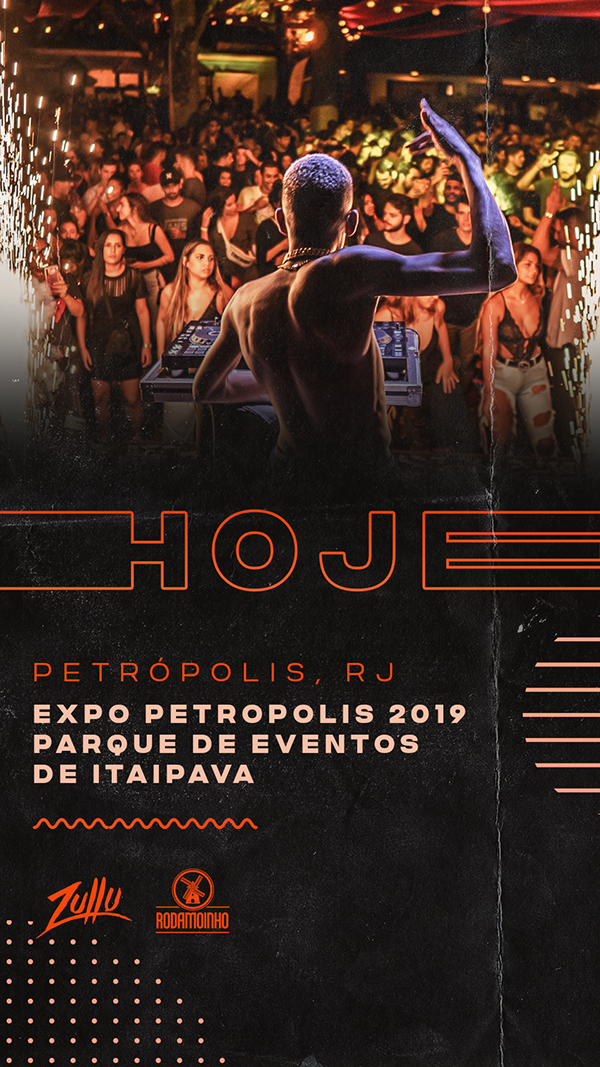 HOJE
PETRÓPOLIS, RJ
EXPO PETROPOLIS 2019
PARQUE DE EVENTOS
DE ITAIPAVA
Zullu
RODAMOINHO